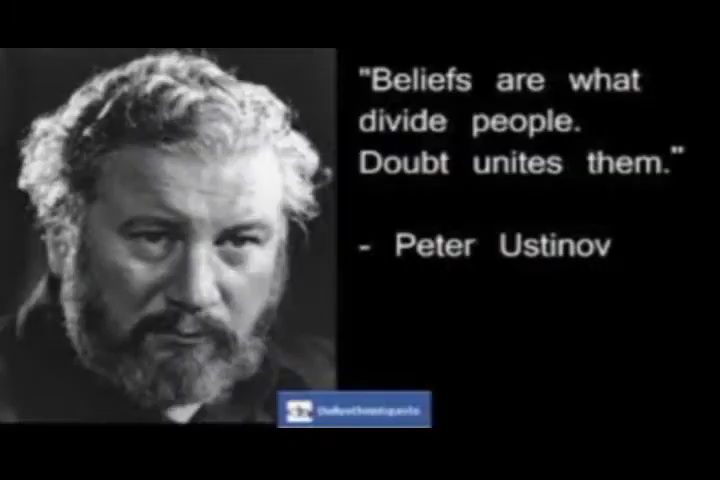 "Beliefs are what
divide people.
Doubt unites them."
- Peter Ustinov